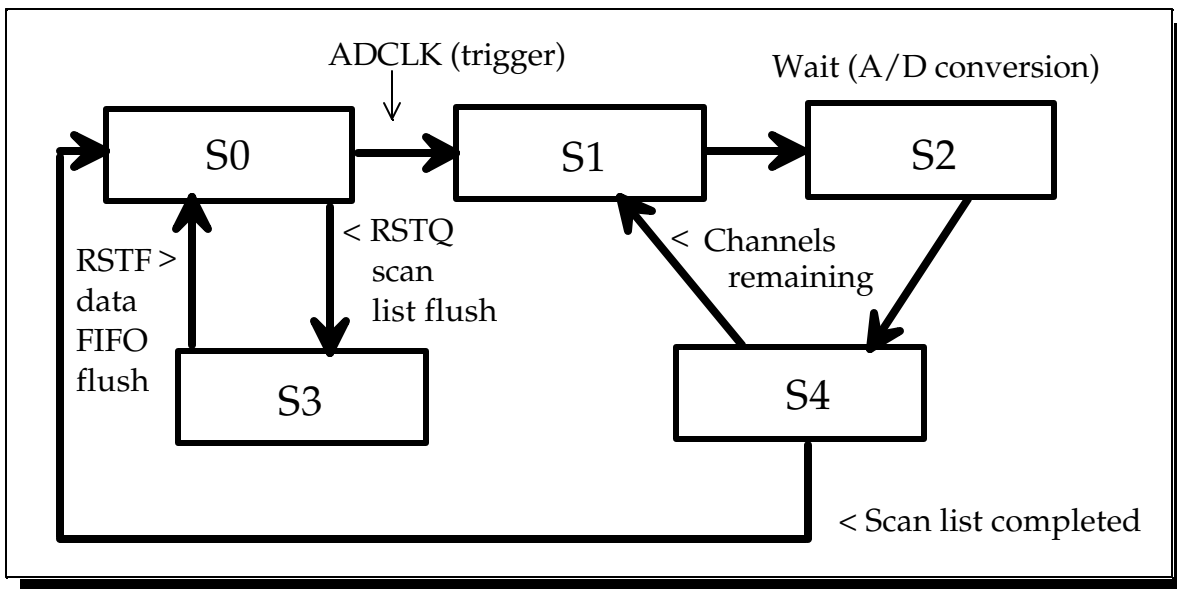 ADCLK (trigger)
Wait (A/D conversion)
S0
S1
S2
< RSTQ
scan
list flush
RSTF >
data
FIFO
flush
< Channels
remaining
S3
S4
< Scan list completed